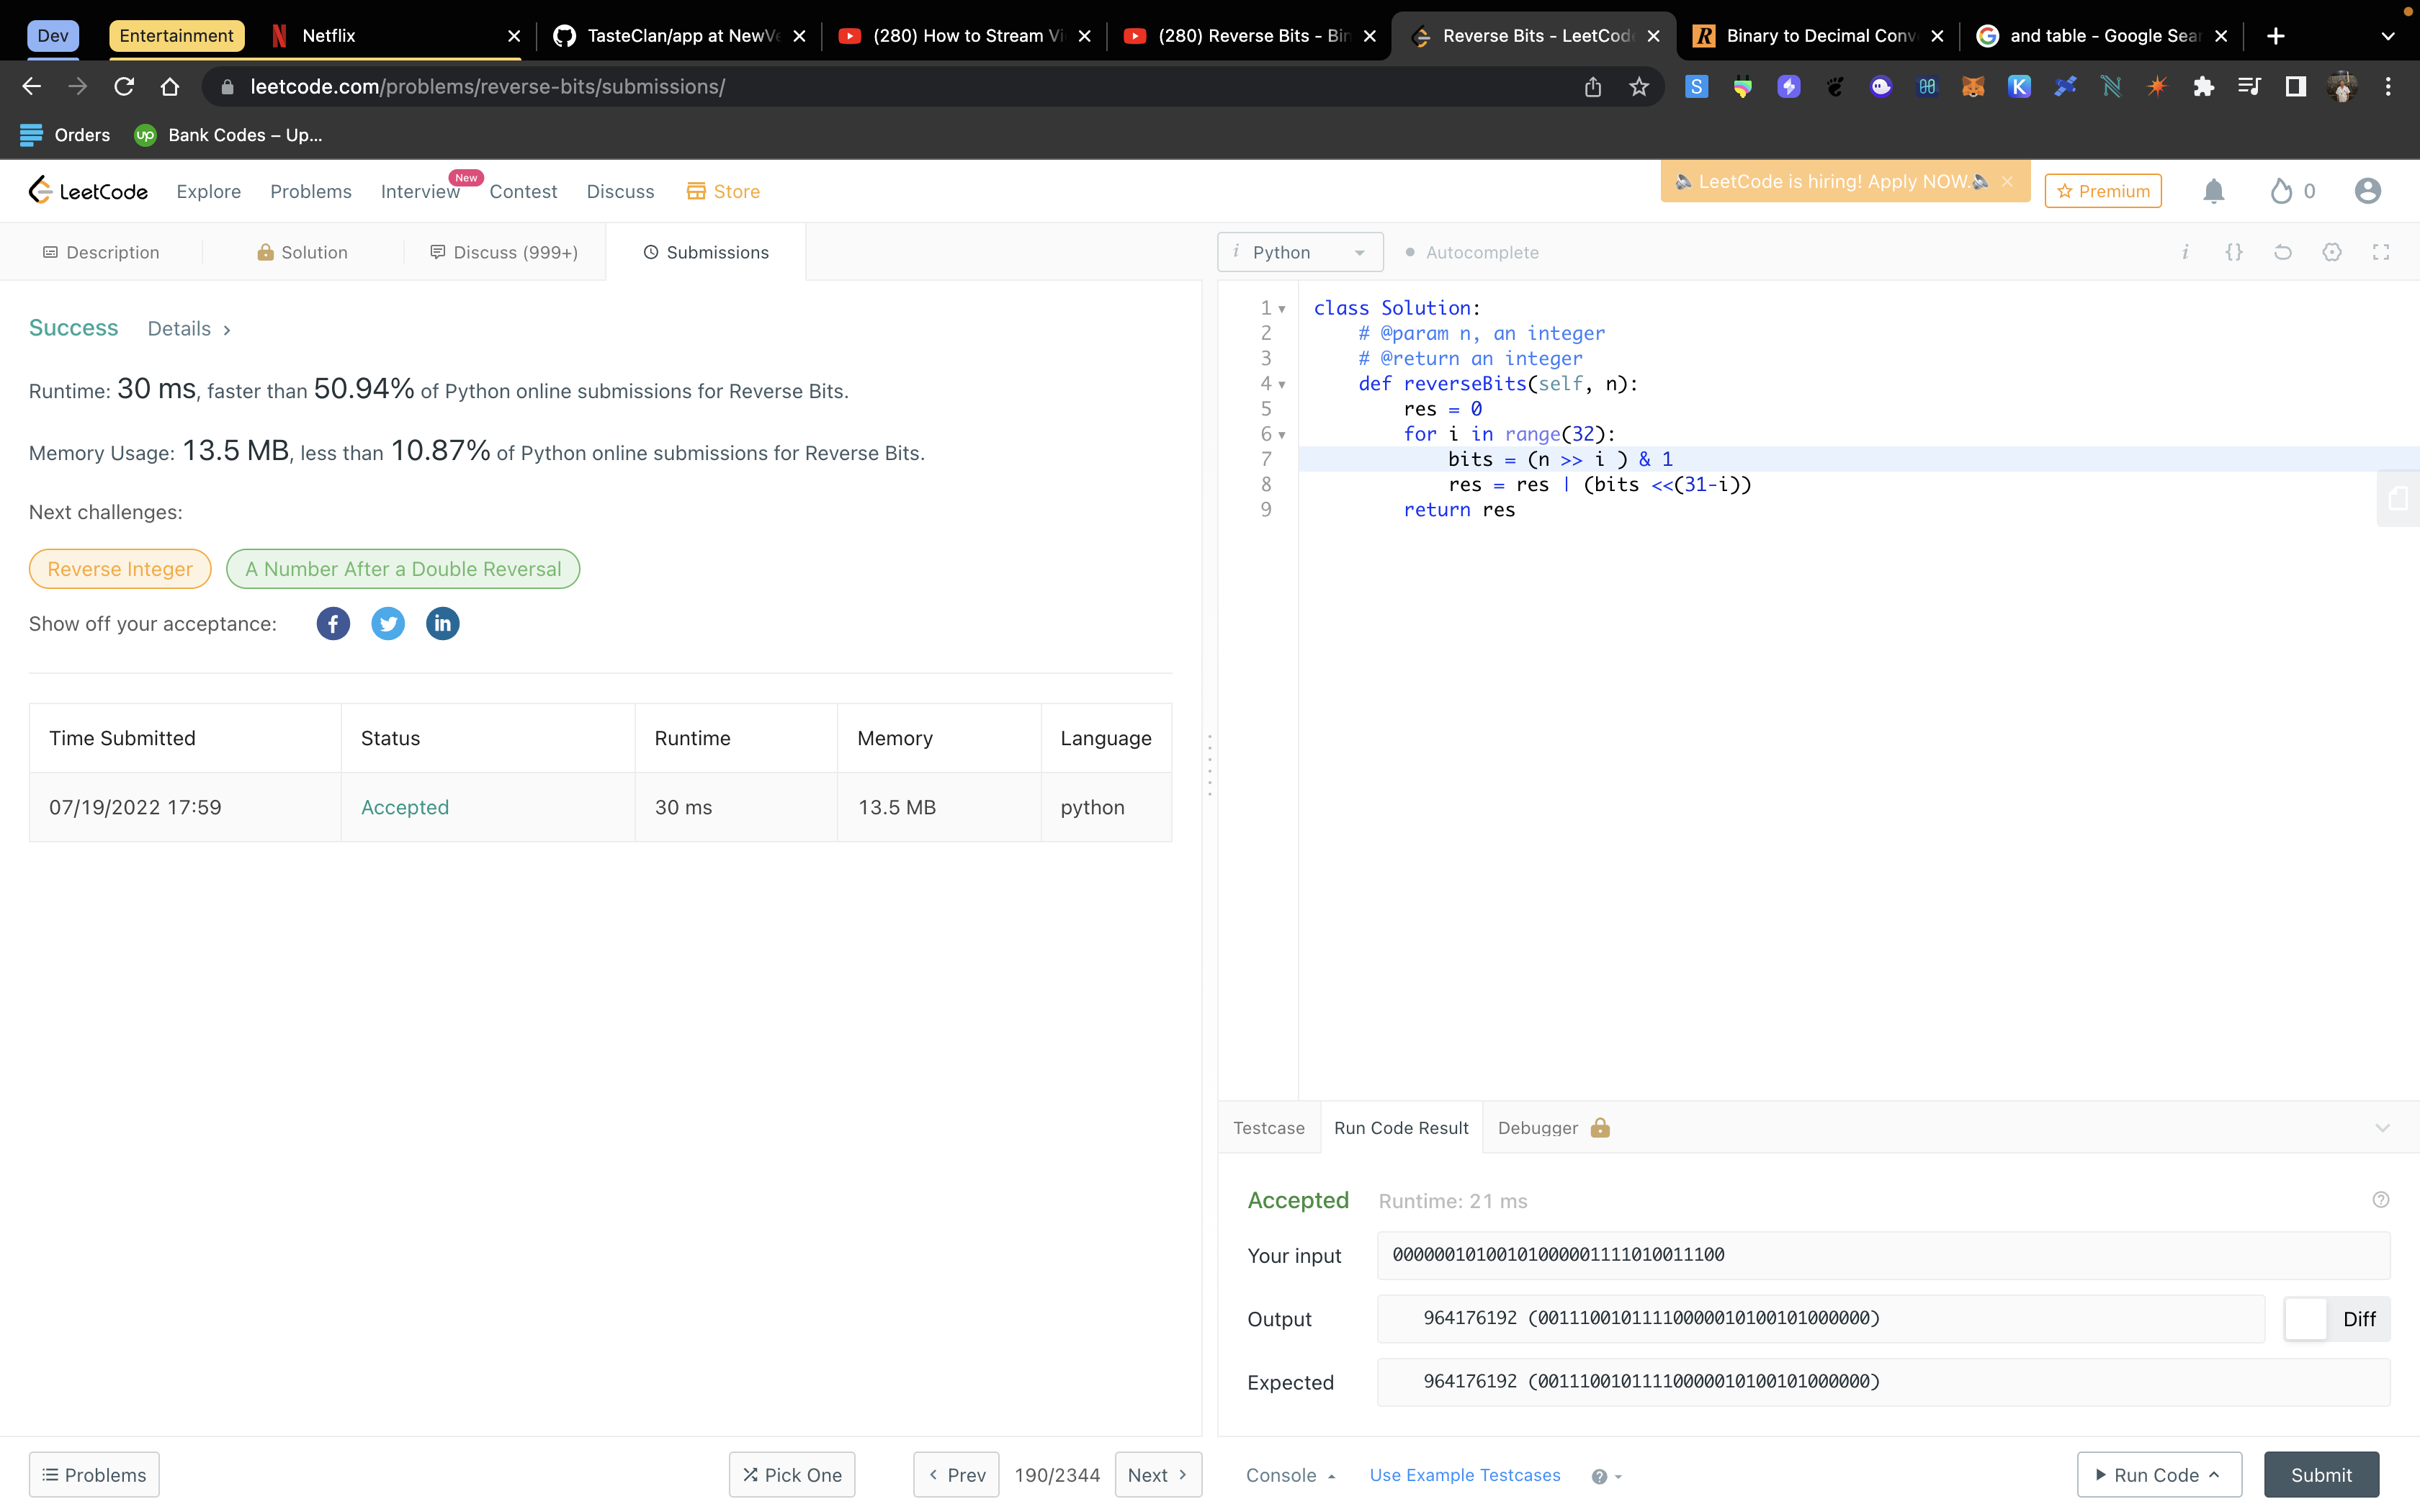 Dev
Entertainment
Netflix
TasteClan/app at NewVe
(280) How to Stream Vi
(280) Reverse Bits - Bin
Reverse Bits - LeetCode
Binary to Decimal Conve
and table - Google Sear
leetcode.com/problems/reverse-bits/submissions/
Orders
Bank Codes – Up...
LeetCode
Explore
Problems
Interview
New
Contest
Discuss
Store
LeetCode is hiring! Apply NOW.
Premium
0
Description
Solution
Discuss (999+)
Submissions
Success
Details
Runtime: 30 ms, faster than 50.94% of Python online submissions for Reverse Bits.
Memory Usage: 13.5 MB, less than 10.87% of Python online submissions for Reverse Bits.
Next challenges:
Reverse Integer
A Number After a Double Reversal
Show off your acceptance:
Time Submitted Status Runtime Memory Language
07/19/2022 17:59 Accepted 30 ms 13.5 MB python
Problems
Pick One
Prev
190/2344
Next
i Python
Autocomplete
i {}
1 class Solution:
2 # @param n, an integer
3 # @return an integer
4 def reverseBits(self, n):
5 res = 0
6 for i in range(32):
7 bits = (n >> i ) & 1
8 res = res | (bits <<(31-i))
9 return res
Testcase
Run Code Result
Debugger
Accepted
Runtime: 21 ms
Your input
00000010100101000001111010011100
Output
964176192 (00111001011110000010100101000000)
Diff
Expected
964176192 (00111001011110000010100101000000)
Console
Use Example Testcases
Run Code
Submit